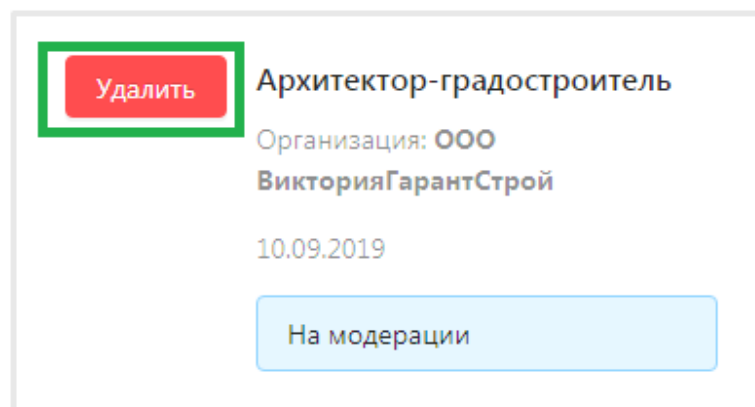 Удалить
Архитектор-градостроитель
Организация: ООО
ВикторияГарантСтрой
10.09.2019
На модерации